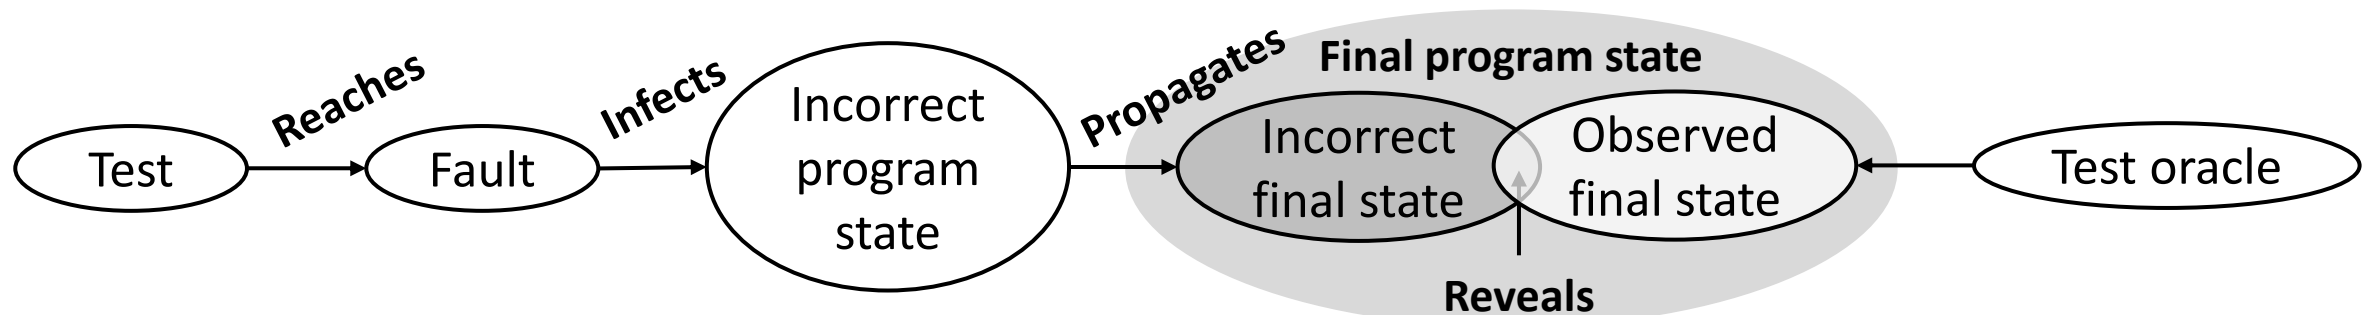 Test
Reaches
Fault
Infects
Incorrect
program
state
Propagates
Final program state
Incorrect
final state
Observed
final state
Reveals
Test oracle